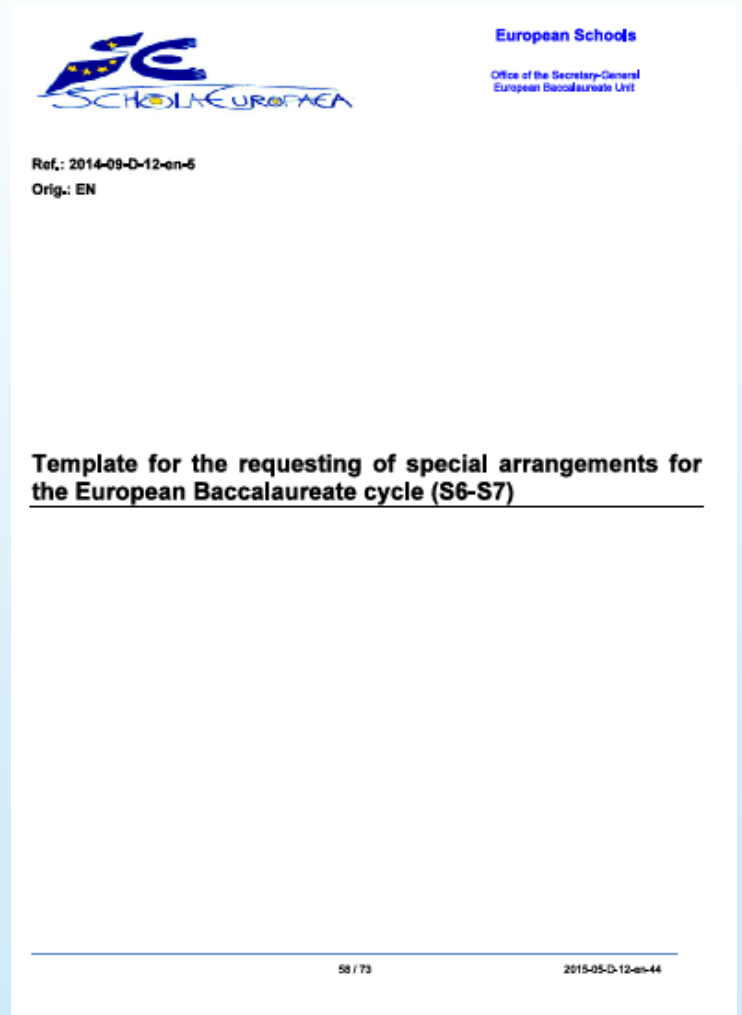 European Schools
Office of the Secretary-General
European Baccalaureate Unit
SCHOLA EUROPAEA
Ref.: 2014-09-D-12-en-5
Orig.: EN
Template for the requesting of special arrangements for
the European Baccalaureate cycle (S6-S7)
58 / 73
2015-05-D-12-en-44